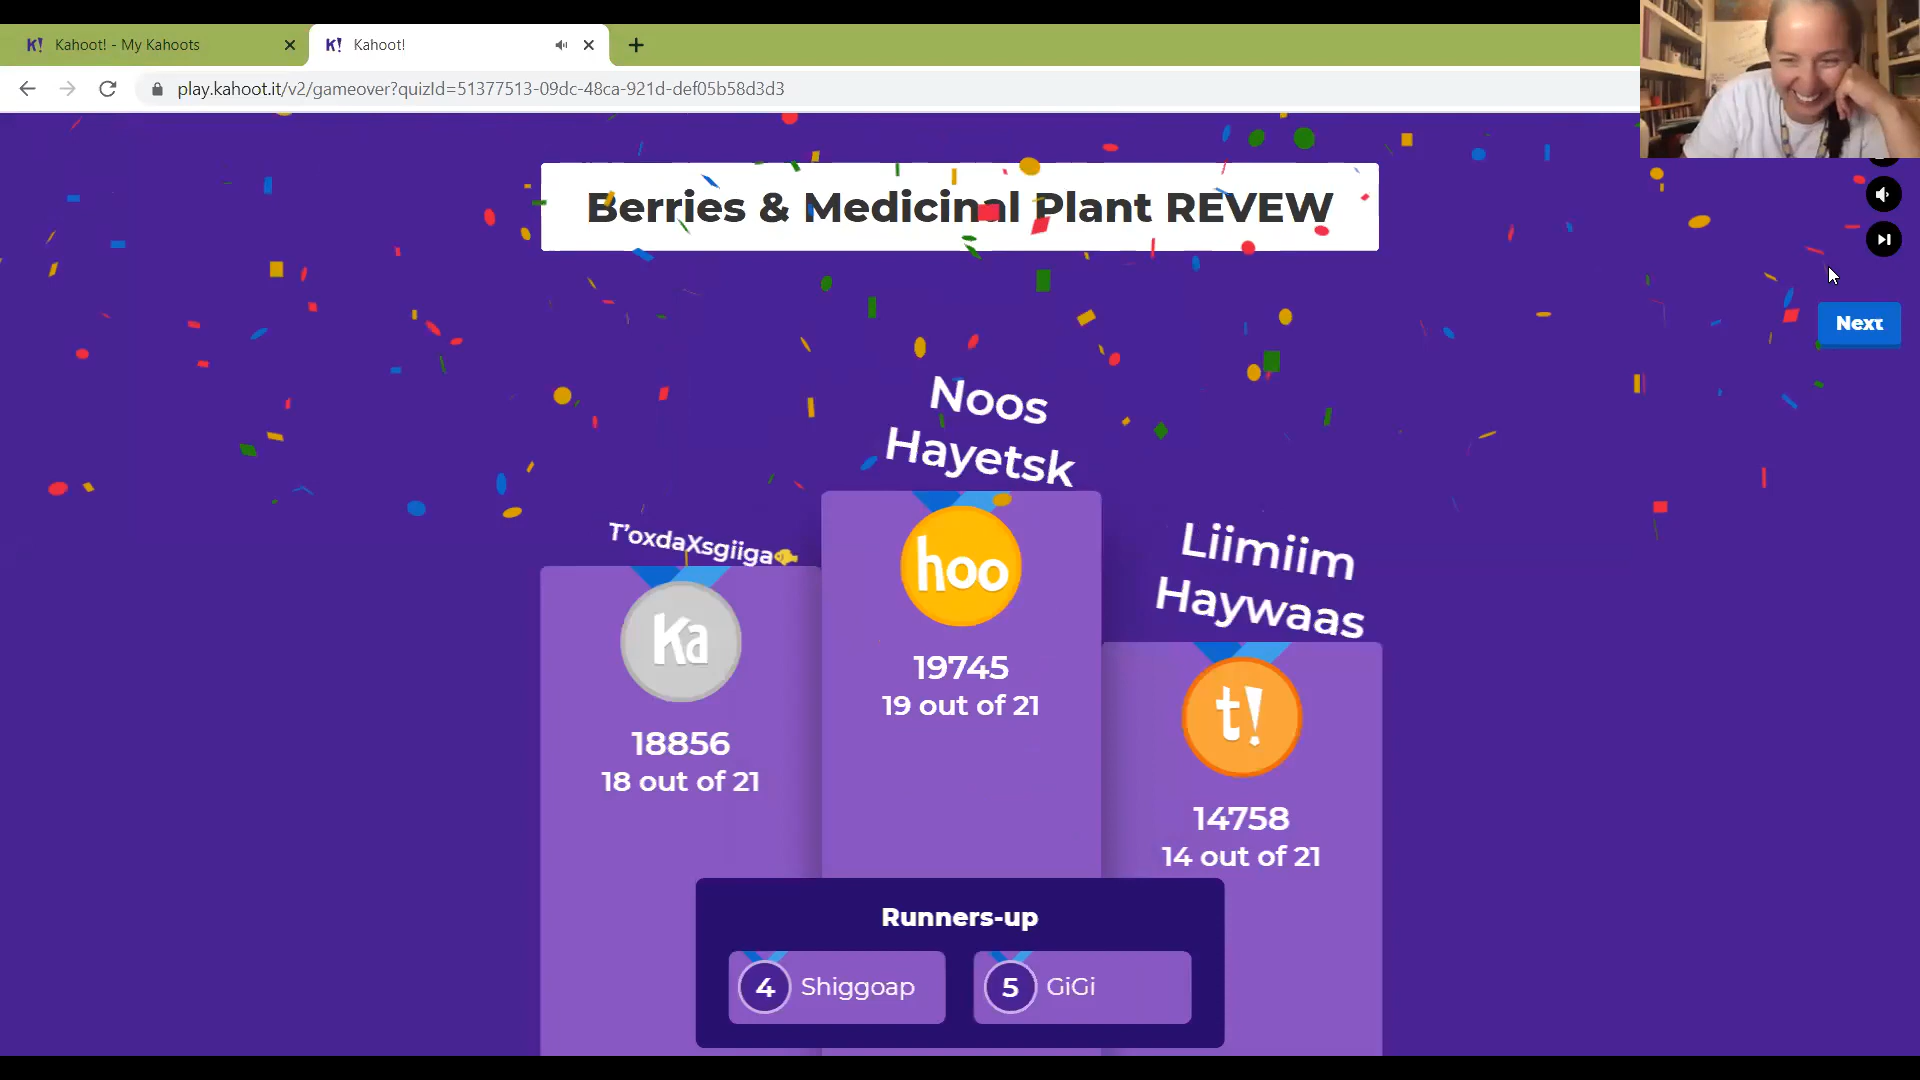 K! Kahoot! - My Kahoots
K! Kahoot!
play.kahoot.it/v2/gameover?quizId=51377513-09dc-48ca-921d-def05b58d3d3
Berries & Medicinal Plant REVEW
Next
Noos
Hayetsk
T'oxdaXsgiiga
Liimiim
Haywaas
hoo
19745
19 out of 21
Ka
18856
18 out of 21
t!
14758
14 out of 21
Runners-up
4 Shiggoap
5 GiGi